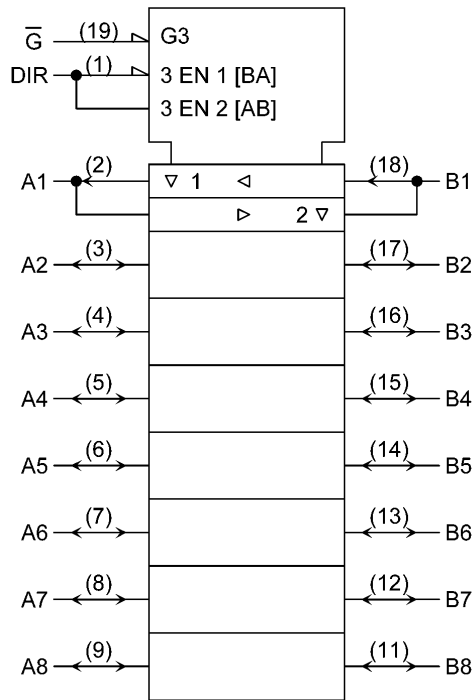 G̅ (19) G3
DIR (1) 3 EN 1 [BA]
3 EN 2 [AB]
A1 (2) ▽ 1 ◁ (18) B1
▷ 2 ▽
A2 (3) (17) B2
A3 (4) (16) B3
A4 (5) (15) B4
A5 (6) (14) B5
A6 (7) (13) B6
A7 (8) (12) B7
A8 (9) (11) B8